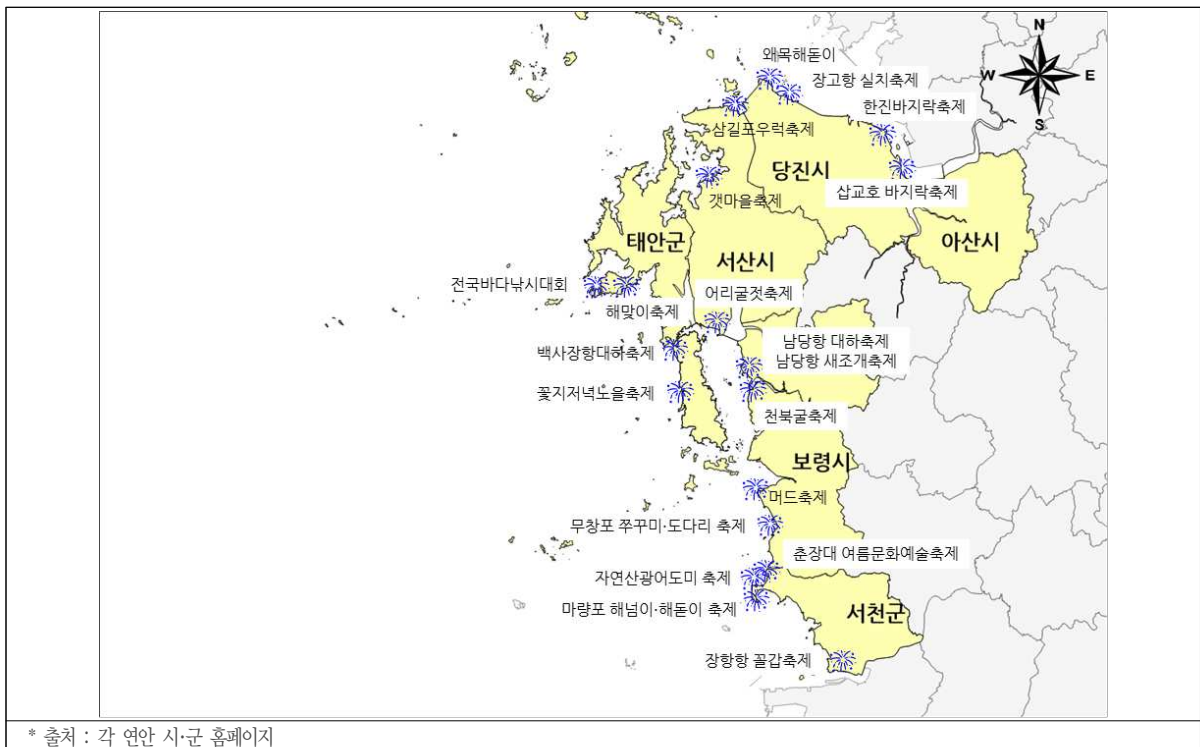 왜목해돋이
N
W
E
S
장고항 실치축제
한진바지락축제
삼길포우럭축제
당진시
삽교호 바지락축제
갯마을축제
태안군
서산시
아산시
전국바다낚시대회
어리굴젓축제
해맞이축제
남당항 대하축제
남당항 새조개축제
백사장항대하축제
꽃지저녁노을축제
천북굴축제
보령시
머드축제
무창포 쭈꾸미·도다리 축제
춘장대 여름문화예술축제
자연산광어도미 축제
마량포 해넘이·해돋이 축제
서천군
장항항 꼴갑축제
* 출처 : 각 연안 시·군 홈페이지